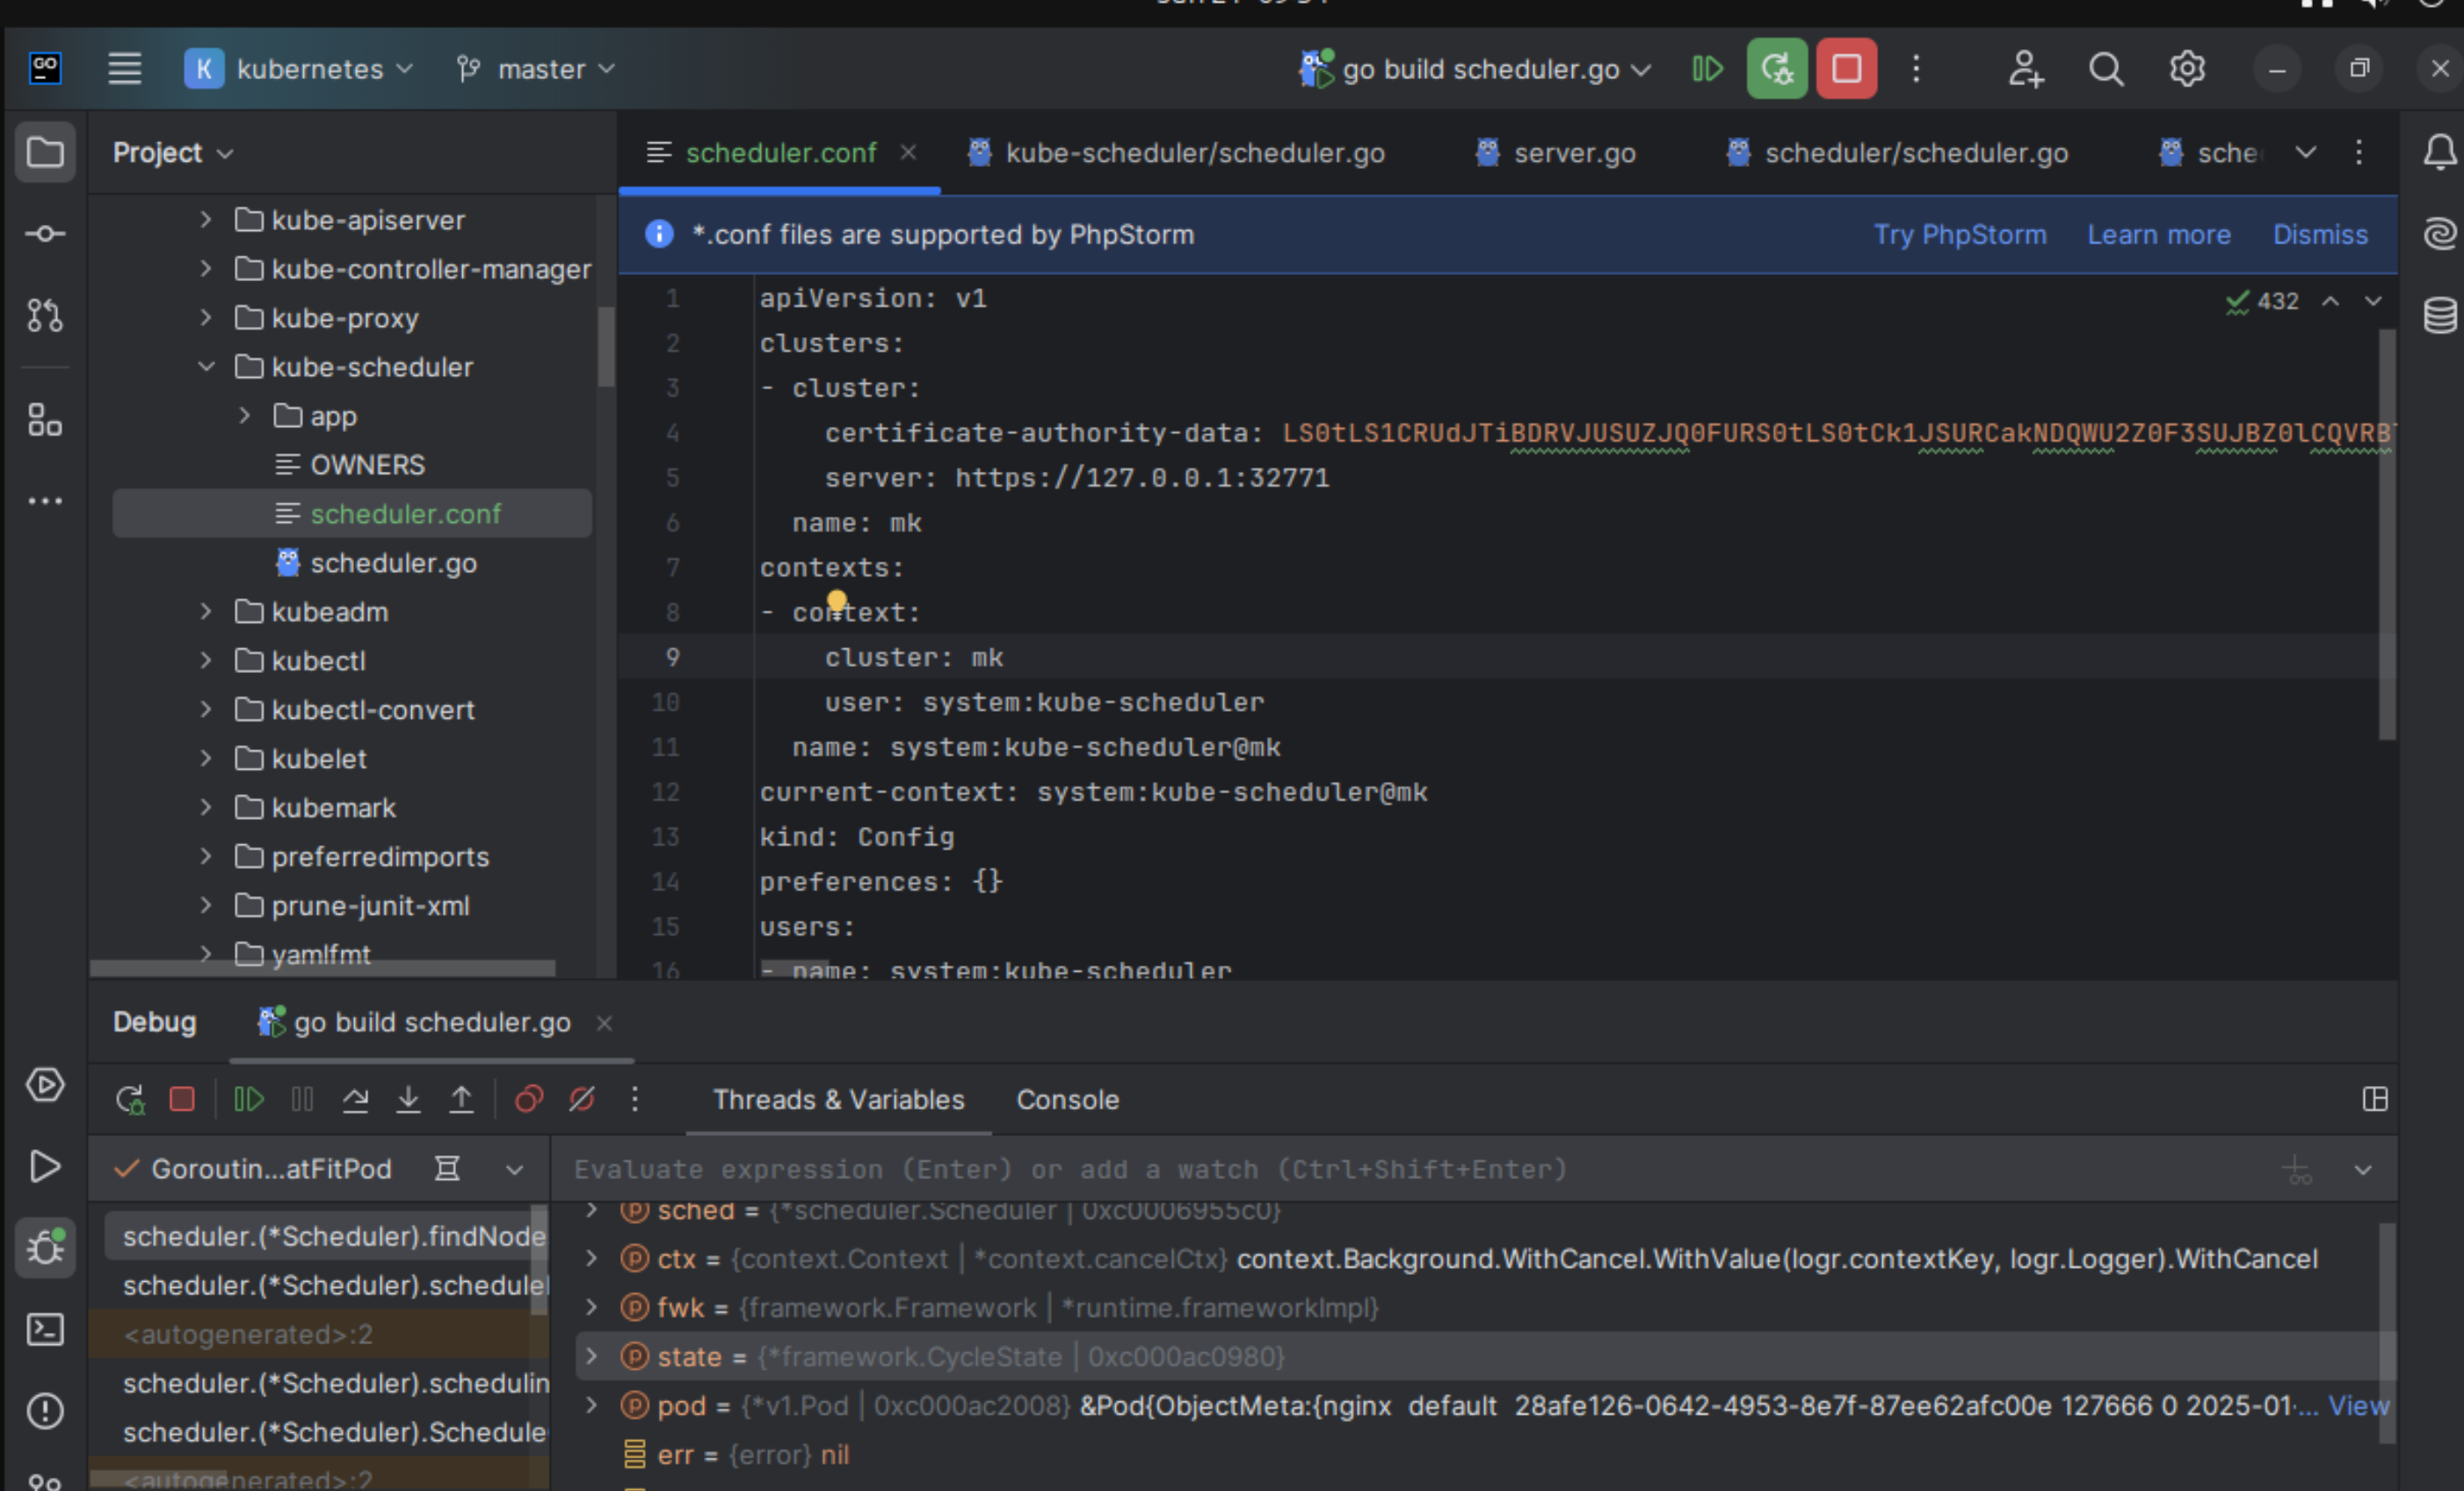 GO
K kubernetes master go build scheduler.go
Project
scheduler.conf kube-scheduler/scheduler.go server.go scheduler/scheduler.go sche
*.conf files are supported by PhpStorm Try PhpStorm Learn more Dismiss
kube-apiserver
kube-controller-manager
kube-proxy
kube-scheduler
app
OWNERS
scheduler.conf
scheduler.go
kubeadm
kubectl
kubectl-convert
kubelet
kubemark
preferredimports
prune-junit-xml
yamlfmt
432
1 apiVersion: v1
2 clusters:
3 - cluster:
4 certificate-authority-data: LS0tLS1CRUdJTiBDRVJUSUZJQ0FURS0tLS0tCk1JSURCakNDQWU2Z0F3SUJBZ0lCQVRB
5 server: https://127.0.0.1:32771
6 name: mk
7 contexts:
8 - context:
9 cluster: mk
10 user: system:kube-scheduler
11 name: system:kube-scheduler@mk
12 current-context: system:kube-scheduler@mk
13 kind: Config
14 preferences: {}
15 users:
16 - name: system:kube-scheduler
Debug go build scheduler.go
Threads & Variables Console
Goroutin...atFitPod
Evaluate expression (Enter) or add a watch (Ctrl+Shift+Enter)
scheduler.(*Scheduler).findNode
scheduler.(*Scheduler).schedule
<autogenerated>:2
scheduler.(*Scheduler).schedulin
scheduler.(*Scheduler).Schedule
<autogenerated>:2
sched = {*scheduler.Scheduler | 0xc0006955c0}
ctx = {context.Context | *context.cancelCtx} context.Background.WithCancel.WithValue(logr.contextKey, logr.Logger).WithCancel
fwk = {framework.Framework | *runtime.frameworkImpl}
state = {*framework.CycleState | 0xc000ac0980}
pod = {*v1.Pod | 0xc000ac2008} &Pod{ObjectMeta:{nginx default 28afe126-0642-4953-8e7f-87ee62afc00e 127666 0 2025-01-... View
err = {error} nil